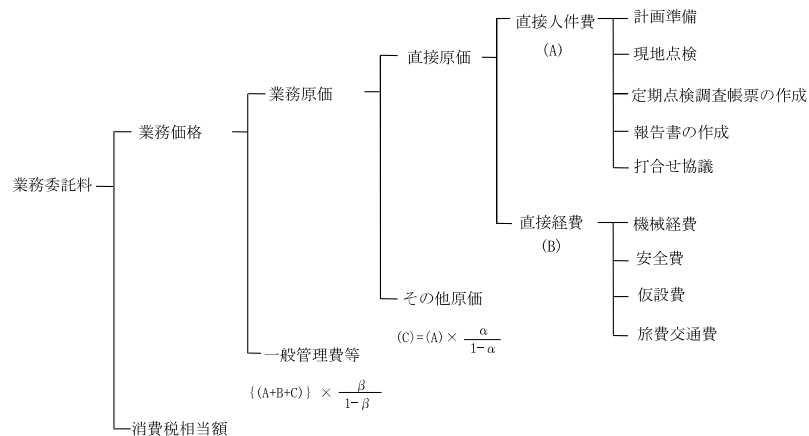 業務委託料
業務価格
消費税相当額
業務原価
一般管理費等
{(A+B+C)} × β/1-β
直接原価
その他原価
(C)=(A)× α/1-α
直接人件費
(A)
直接経費
(B)
計画準備
現地点検
定期点検調査帳票の作成
報告書の作成
打合せ協議
機械経費
安全費
仮設費
旅費交通費